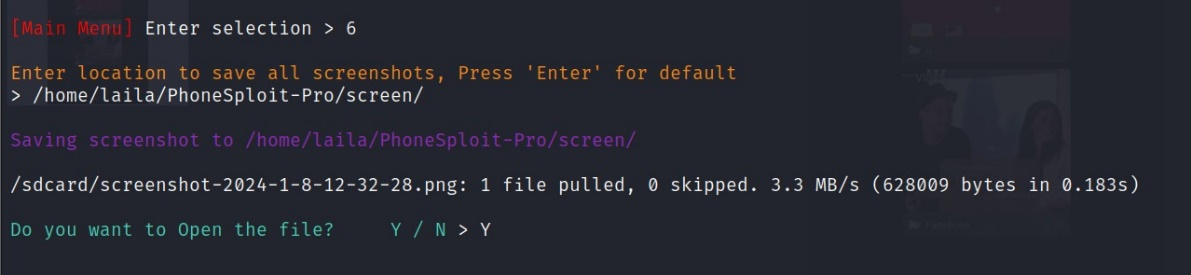 [Main Menu] Enter selection > 6
Enter location to save all screenshots, Press 'Enter' for default
> /home/laila/PhoneSploit-Pro/screen/
Saving screenshot to /home/laila/PhoneSploit-Pro/screen/
/sdcard/screenshot-2024-1-8-12-32-28.png: 1 file pulled, 0 skipped. 3.3 MB/s (628009 bytes in 0.183s)
Do you want to Open the file?     Y / N > Y